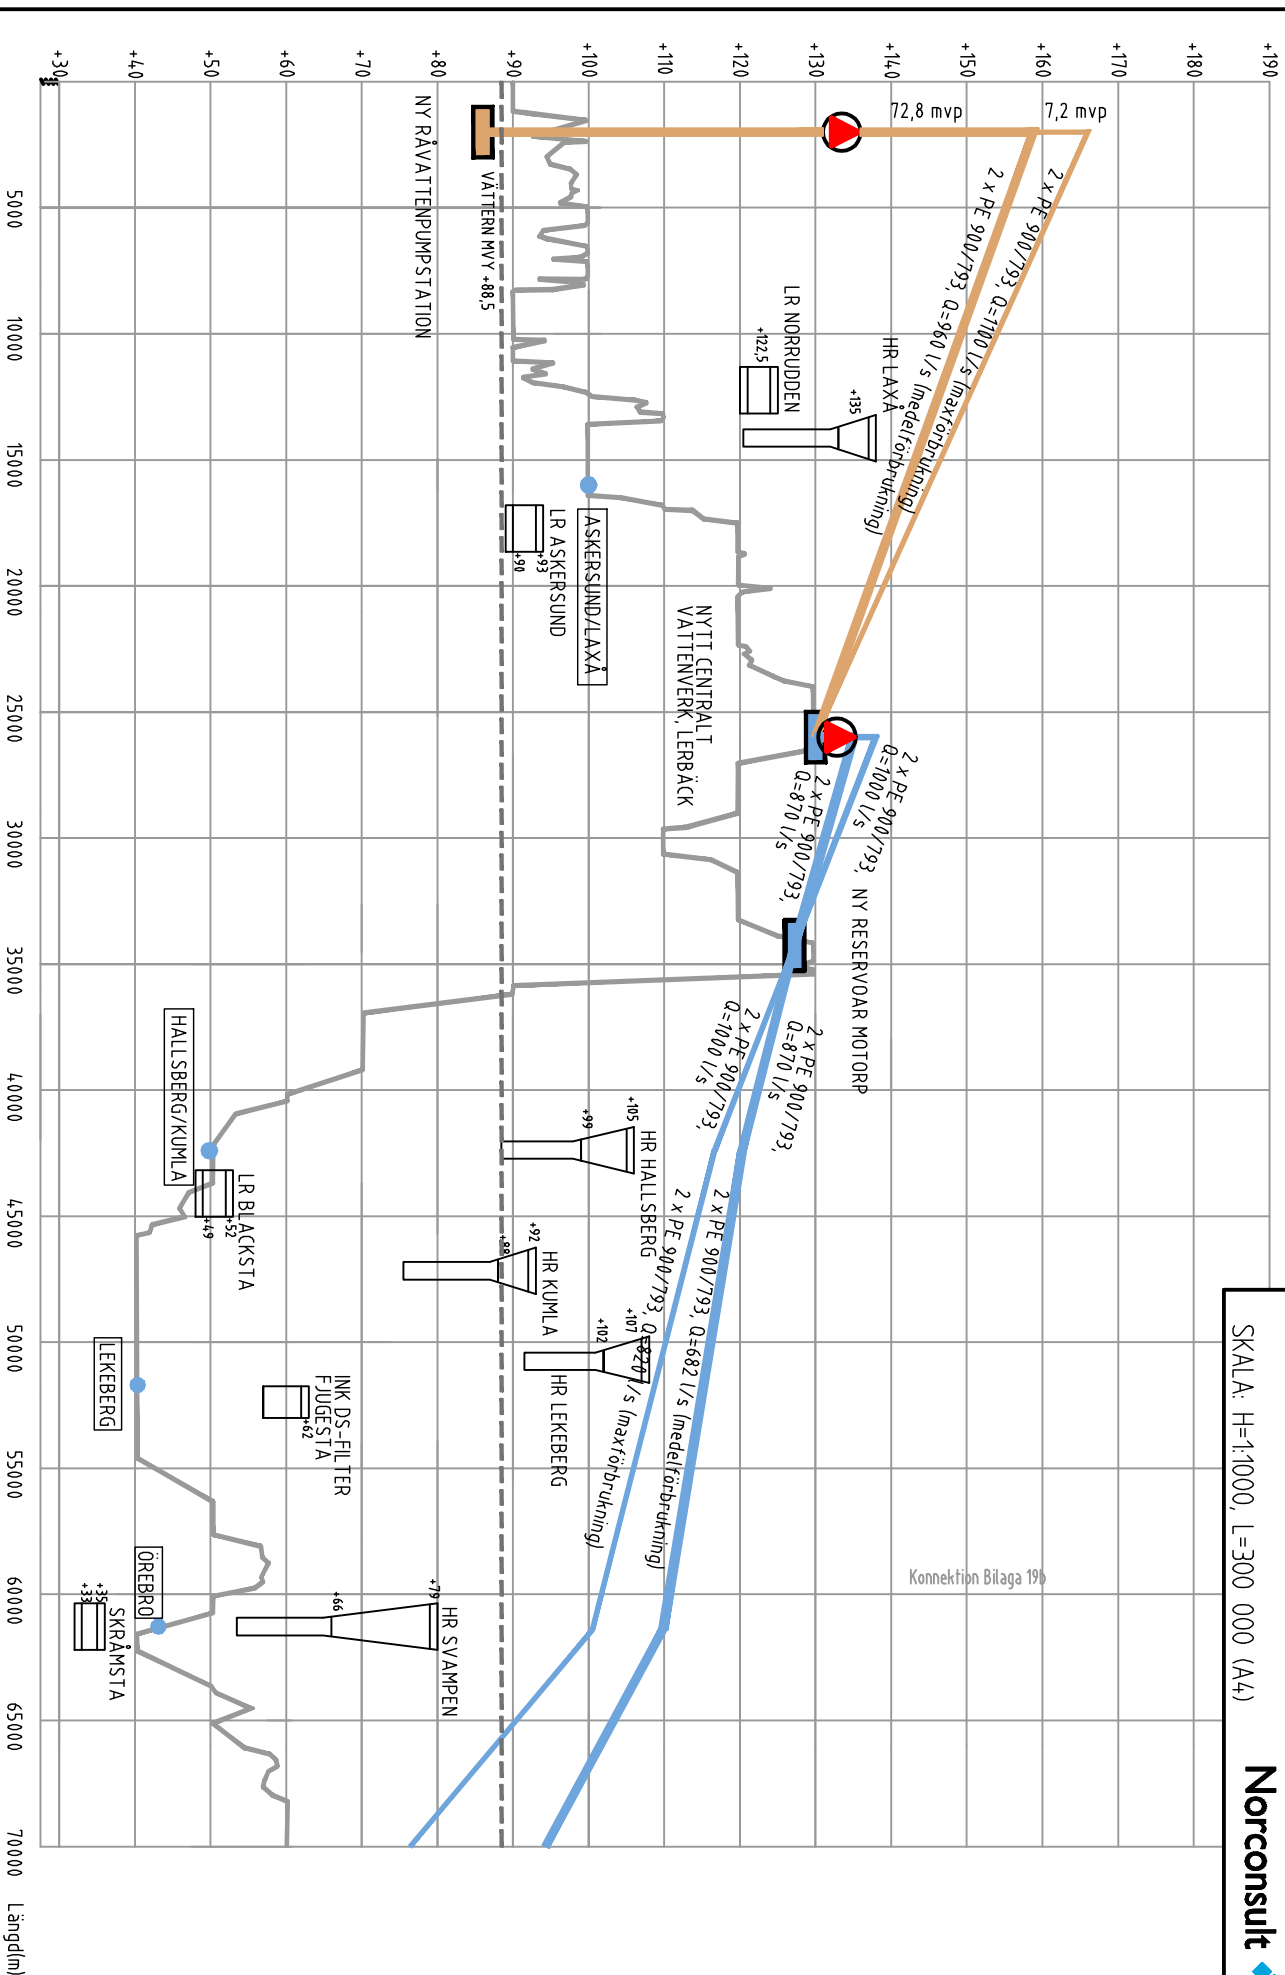 +190
+180
+170
+160
+150
+140
+130
+120
+110
+100
+90
+80
+70
+60
+50
+40
+30
72,8 mvp
7,2 mvp
2 x PE 900/793, Q=1100 l/s (maxförbrukning)
2 x PE 900/793, Q=960 l/s (medelförbrukning)
VÄTTERN MVY +88,5
NY RÅVATTENPUMPSTATION
LR NORRUDDEN
+122,5
HR LAXÅ
+135
ASKERSUND/LAXÅ
LR ASKERSUND
+93
+90
NYTT CENTRALT
VATTENVERK, LERBÄCK
2 x PE 900/793,
Q=1000 l/s
2 x PE 900/793,
Q=870 l/s
NY RESERVOAR MOTORP
2 x PE 900/793,
Q=870 l/s
2 x PE 900/793,
Q=1000 l/s
HALLSBERG/KUMLA
LR BLACKSTA
+52
+49
HR HALLSBERG
+105
+99
HR KUMLA
+92
+88
2 x PE 900/793, Q=682 l/s (medelförbrukning)
2 x PE 900/793, Q=820 l/s (maxförbrukning)
HR LEKEBERG
+107
+102
LEKEBERG
INK DS-FILTER
FJUGESTA
+62
ÖREBRO
SKRÅMSTA
+35
+33
HR SVAMPEN
+79
+66
Konnektion Bilaga 19b
SKALA: H=1:1000, L=300 000 (A4)
Norconsult
5000
10000
15000
20000
25000
30000
35000
40000
45000
50000
55000
60000
65000
70000
Längd(m)